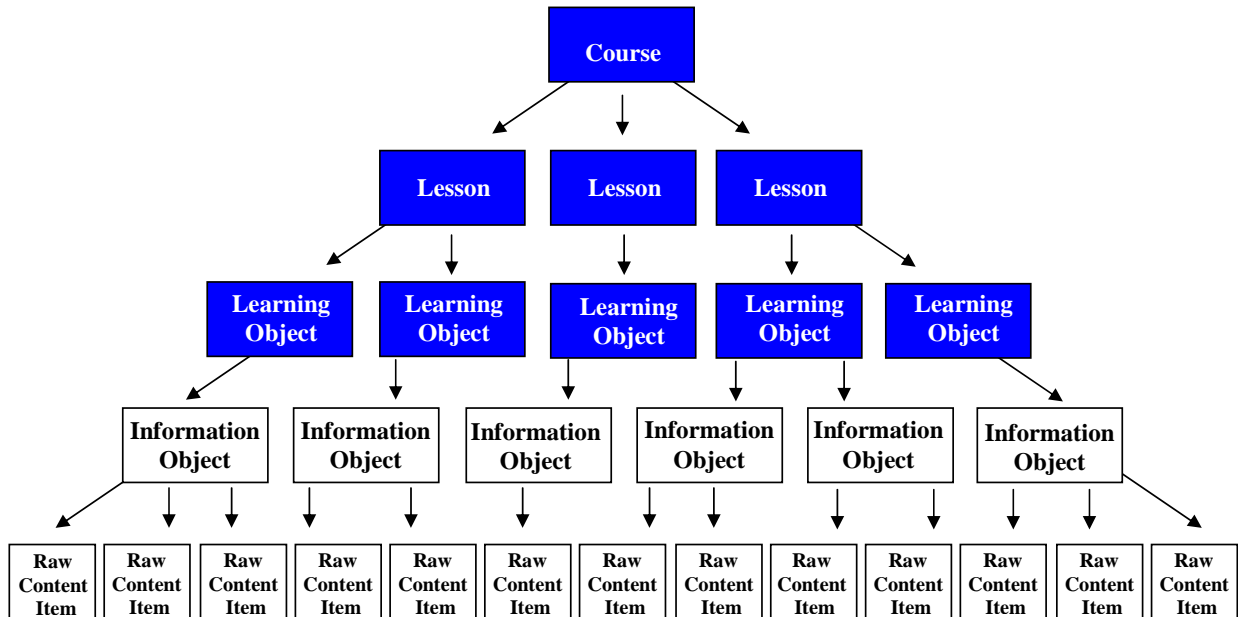 Course
Lesson Lesson Lesson
Learning Learning Learning Learning Learning
Object Object Object Object Object
Information Information Information Information Information Information
Object Object Object Object Object Object
Raw Raw Raw Raw Raw Raw Raw Raw Raw Raw Raw Raw Raw
Content Content Content Content Content Content Content Content Content Content Content Content Content
Item Item Item Item Item Item Item Item Item Item Item Item Item